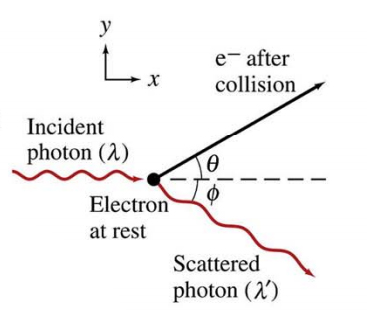 y
x
e− after
collision
Incident
photon (λ)
θ
ϕ
Electron
at rest
Scattered
photon (λ′)